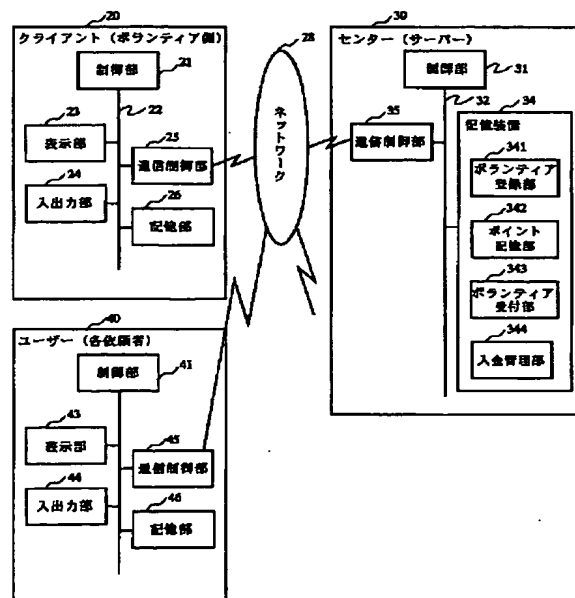 20
クライアント（ボランティア側）
制御部
21
22
23
表示部
24
入出力部
25
通信制御部
26
記憶部
28
ネットワーク
30
センター（サーバー）
制御部
31
32
34
35
通信制御部
記憶装置
341
ボランティア
登録部
342
ポイント
記憶部
343
ボランティア
受付部
344
入金管理部
40
ユーザー（各依頼者）
制御部
41
43
表示部
44
入出力部
45
通信制御部
46
記憶部